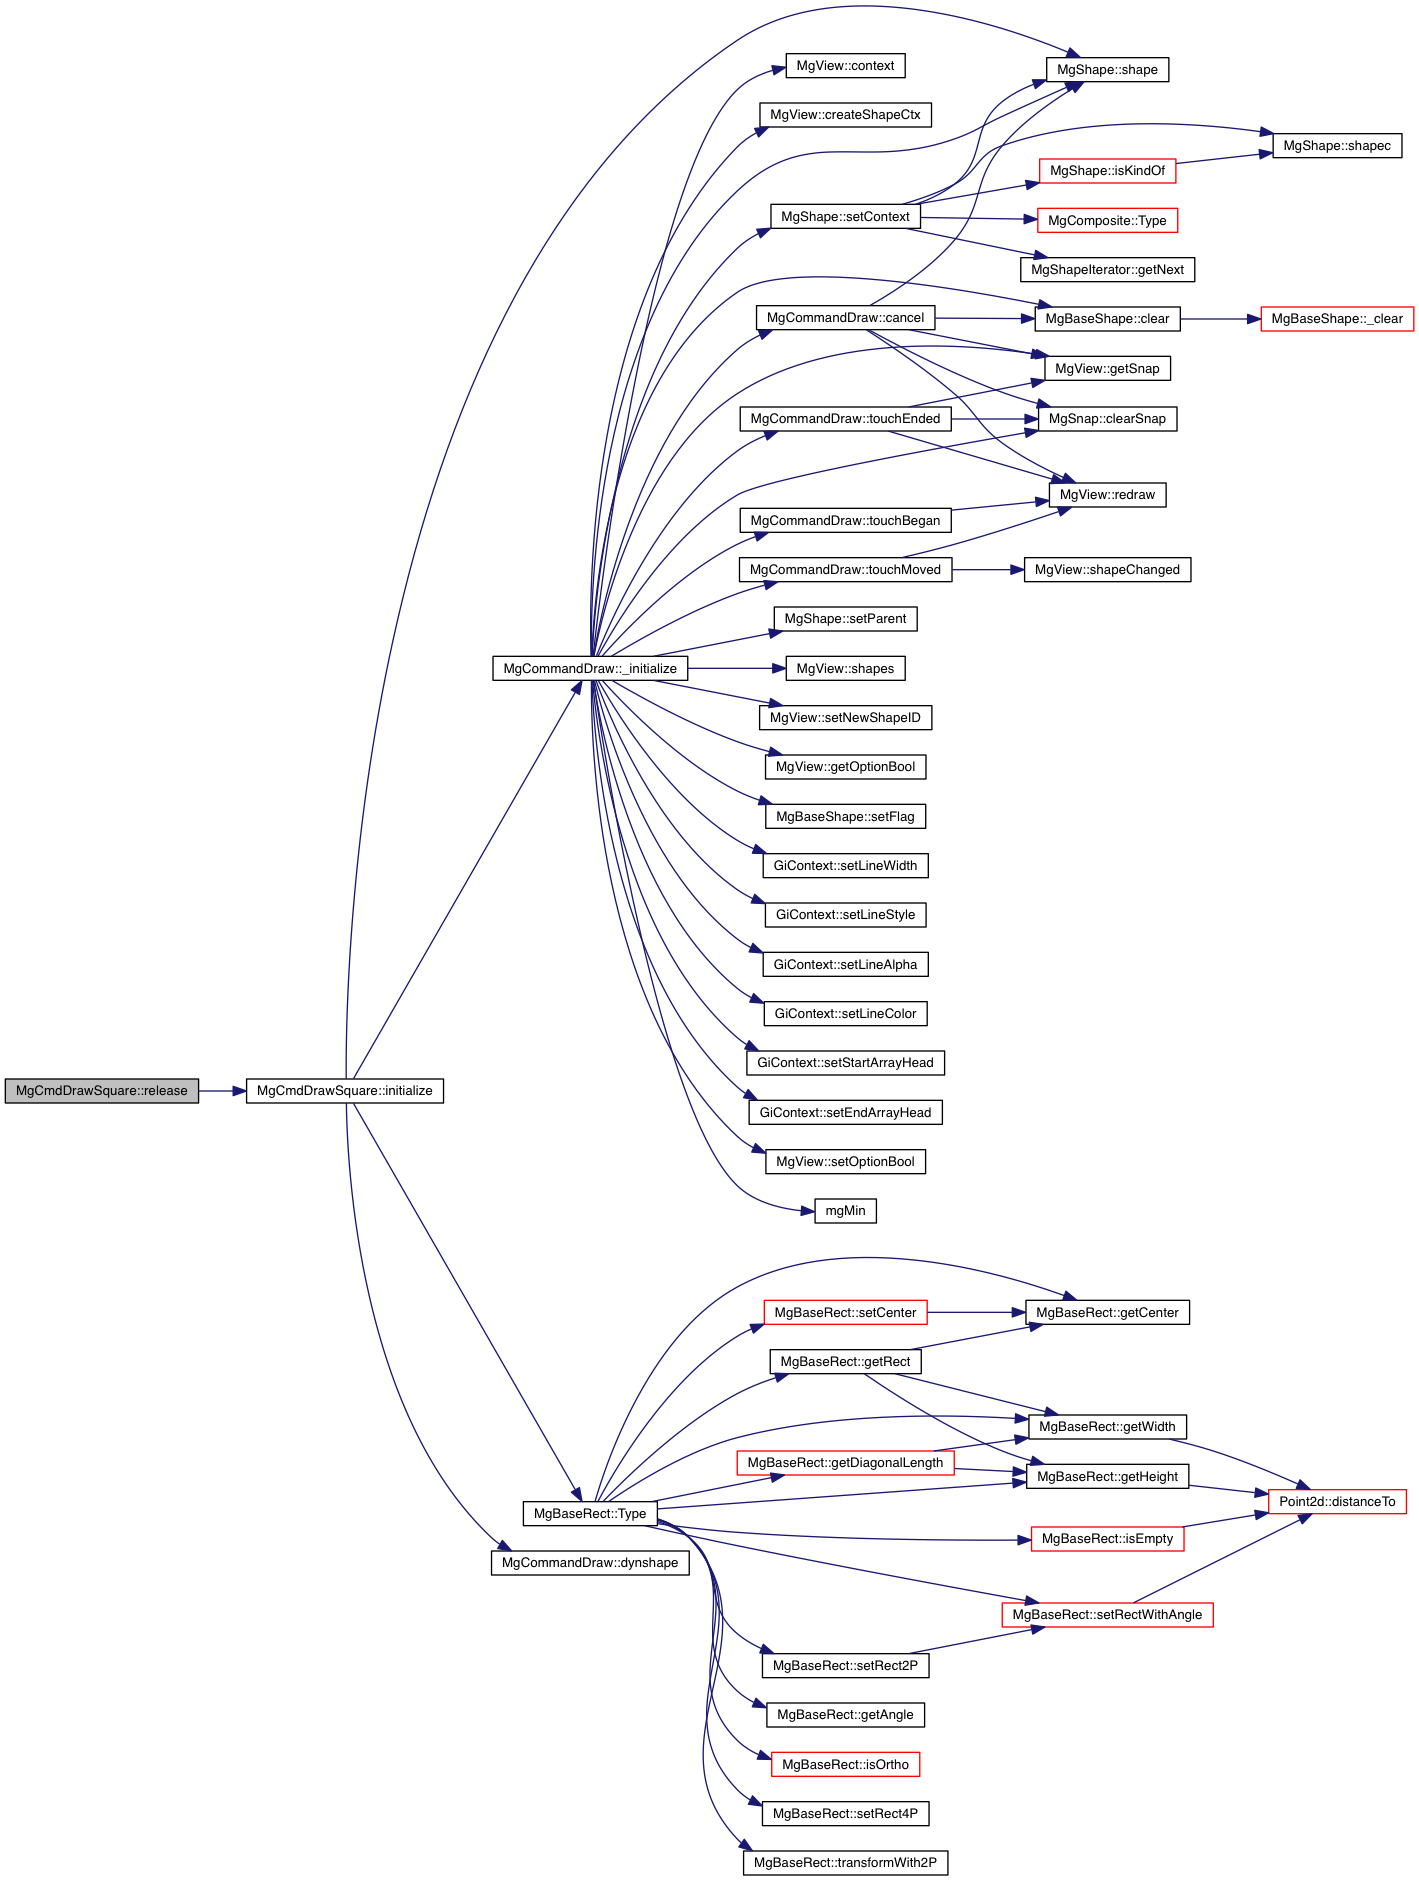 MgShape::shape
MgView::context
MgView::createShapeCtx
MgShape::shapec
MgShape::isKindOf
MgShape::setContext
MgComposite::Type
MgShapeIterator::getNext
MgCommandDraw::cancel
MgBaseShape::clear
MgBaseShape::_clear
MgView::getSnap
MgCommandDraw::touchEnded
MgSnap::clearSnap
MgView::redraw
MgCommandDraw::touchBegan
MgCommandDraw::touchMoved
MgView::shapeChanged
MgShape::setParent
MgCommandDraw::_initialize
MgView::shapes
MgView::setNewShapeID
MgView::getOptionBool
MgBaseShape::setFlag
GiContext::setLineWidth
GiContext::setLineStyle
GiContext::setLineAlpha
GiContext::setLineColor
GiContext::setStartArrayHead
MgCmdDrawSquare::release
MgCmdDrawSquare::initialize
GiContext::setEndArrayHead
MgView::setOptionBool
mgMin
MgBaseRect::setCenter
MgBaseRect::getCenter
MgBaseRect::getRect
MgBaseRect::getWidth
MgBaseRect::getDiagonalLength
MgBaseRect::getHeight
Point2d::distanceTo
MgBaseRect::Type
MgBaseRect::isEmpty
MgCommandDraw::dynshape
MgBaseRect::setRectWithAngle
MgBaseRect::setRect2P
MgBaseRect::getAngle
MgBaseRect::isOrtho
MgBaseRect::setRect4P
MgBaseRect::transformWith2P